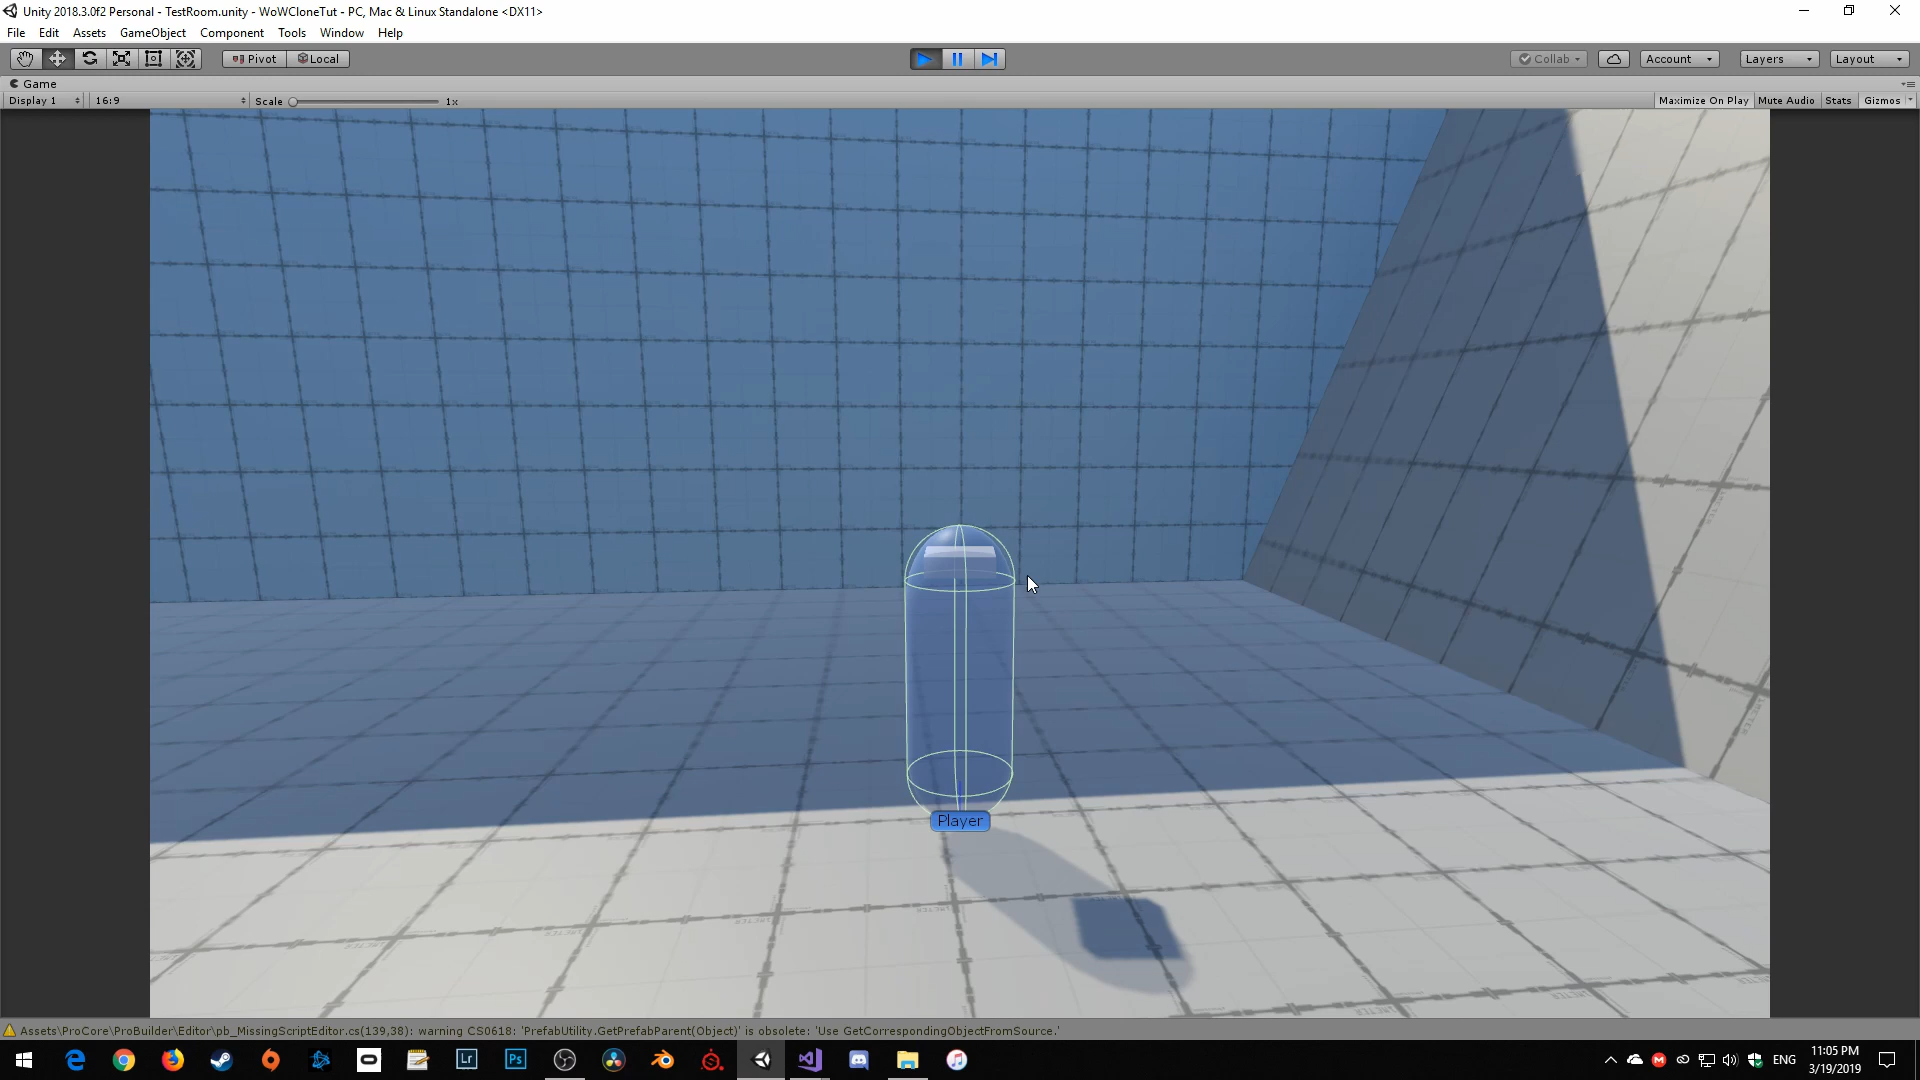 Unity 2018.3.0f2 Personal - TestRoom.unity - WoWCloneTut - PC, Mac & Linux Standalone <DX11>
File Edit Assets GameObject Component Tools Window Help
Pivot Local Collab Account Layers Layout
Game
Display 1 16:9 Scale 1x Maximize On Play Mute Audio Stats Gizmos
Player
Assets\ProCore\ProBuilder\Editor\pb_MissingScriptEditor.cs(139,38): warning CS0618: 'PrefabUtility.GetPrefabParent(Object)' is obsolete: 'Use GetCorrespondingObjectFromSource.'
Lr Ps ENG
11:05 PM
3/19/2019